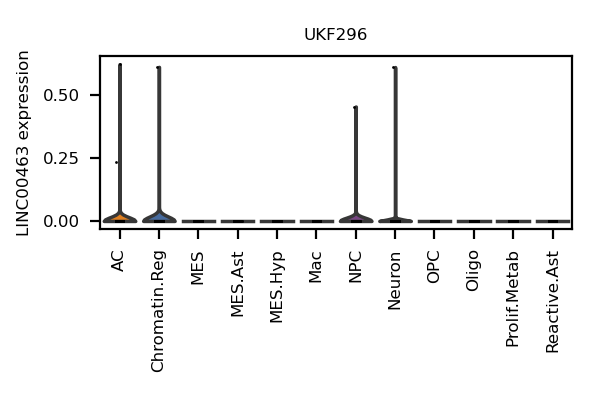 UKF296
LINC00463 expression
0.50
0.25
0.00
AC
Chromatin.Reg
MES
MES.Ast
MES.Hyp
Mac
NPC
Neuron
OPC
Oligo
Prolif.Metab
Reactive.Ast